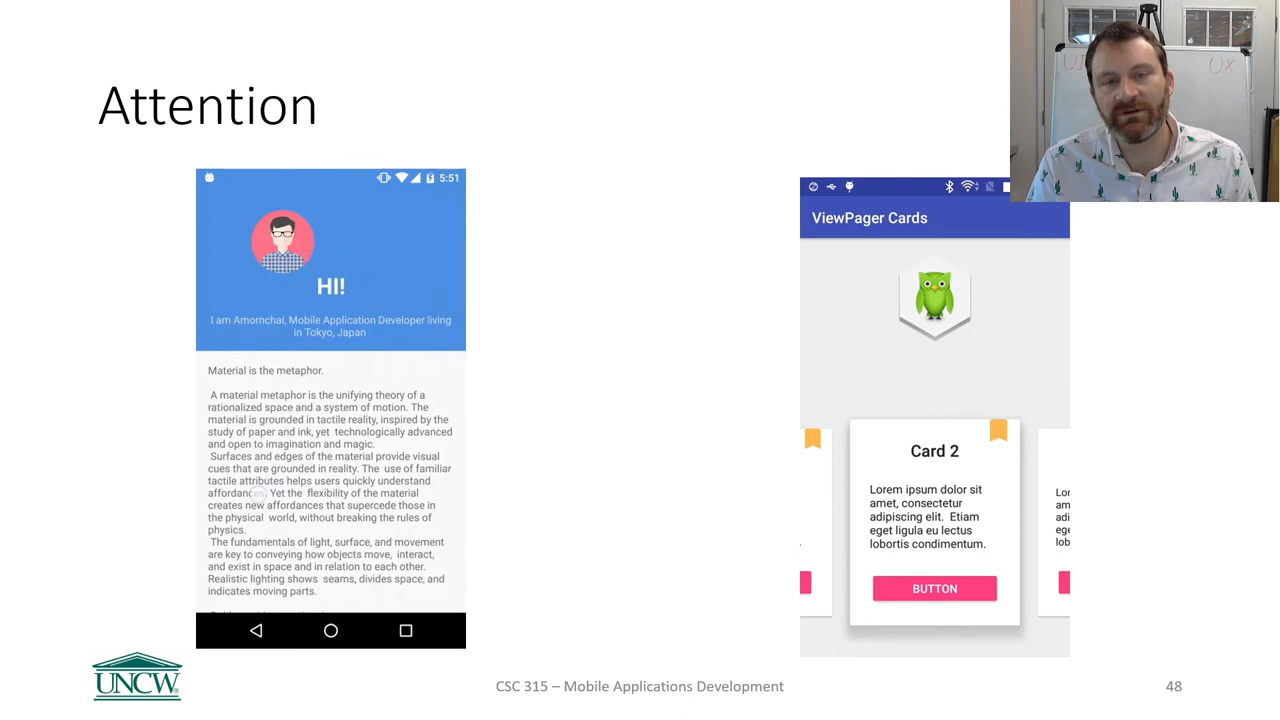 Attention
UX
5:51
HI!
I am Amornchai, Mobile Application Developer living
in Tokyo, Japan
Material is the metaphor.
A material metaphor is the unifying theory of a
rationalized space and a system of motion. The
material is grounded in tactile reality, inspired by the
study of paper and ink, yet technologically advanced
and open to imagination and magic.
Surfaces and edges of the material provide visual
cues that are grounded in reality. The use of familiar
tactile attributes helps users quickly understand
affordances. Yet the flexibility of the material
creates new affordances that supercede those in
the physical world, without breaking the rules of
physics.
The fundamentals of light, surface, and movement
are key to conveying how objects move, interact,
and exist in space and in relation to each other.
Realistic lighting shows seams, divides space, and
indicates moving parts.
ViewPager Cards
Card 2
Lorem ipsum dolor sit
amet, consectetur
adipiscing elit. Etiam
eget ligula eu lectus
lobortis condimentum.
BUTTON
Lor
am
adi
ege
lob
UNCW
CSC 315 – Mobile Applications Development
48